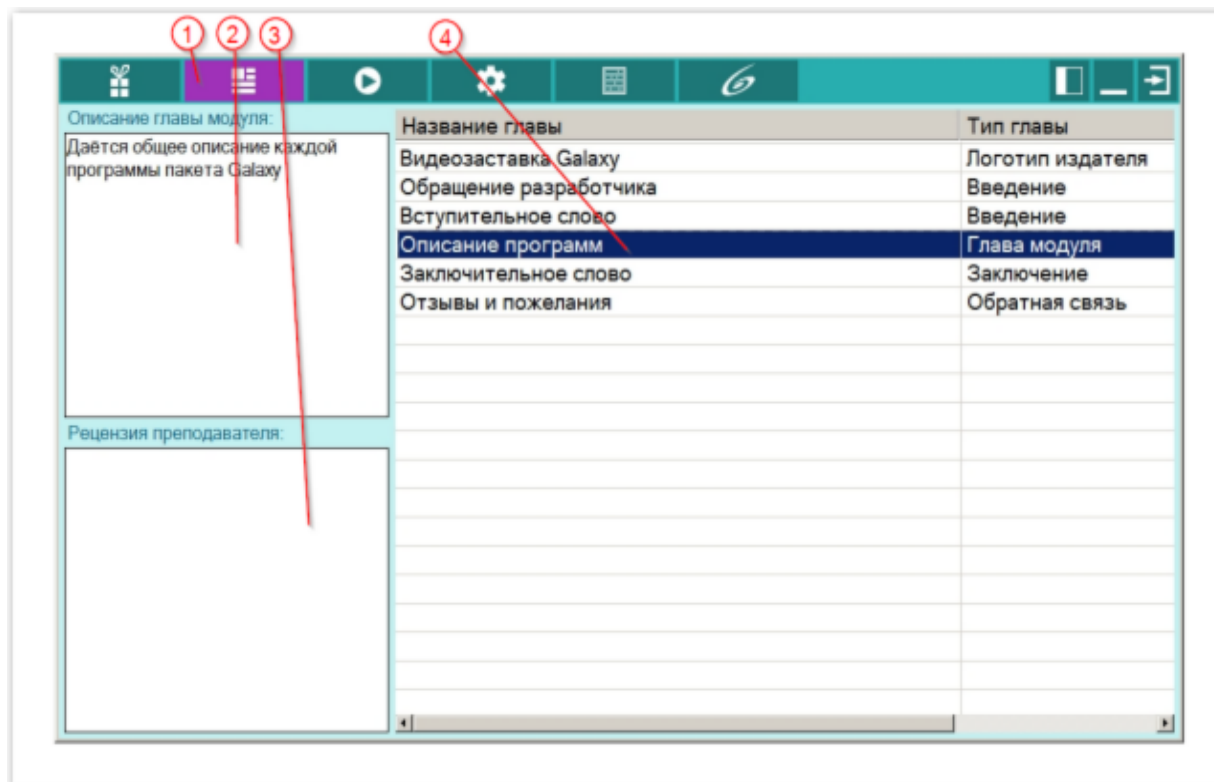 1 2 3 4
Описание главы модуля:
Даётся общее описание каждой
программы пакета Galaxy
Рецензия преподавателя:
Название главы Тип главы
Видеозаставка Galaxy Логотип издателя
Обращение разработчика Введение
Вступительное слово Введение
Описание программ Глава модуля
Заключительное слово Заключение
Отзывы и пожелания Обратная связь